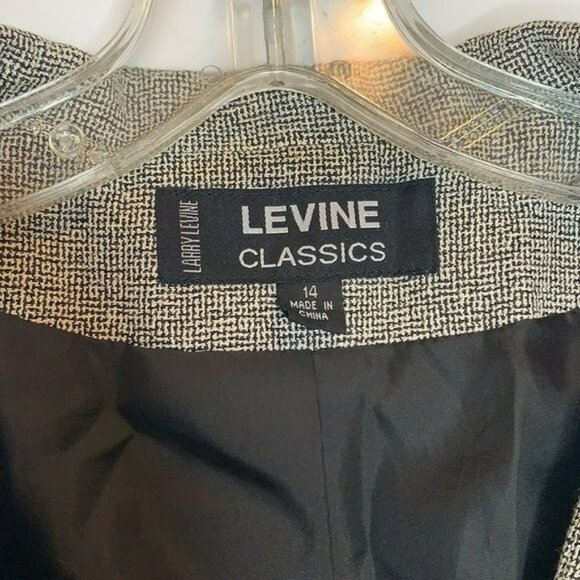 LARRY LEVINE
LEVINE
CLASSICS
14
MADE IN
CHINA